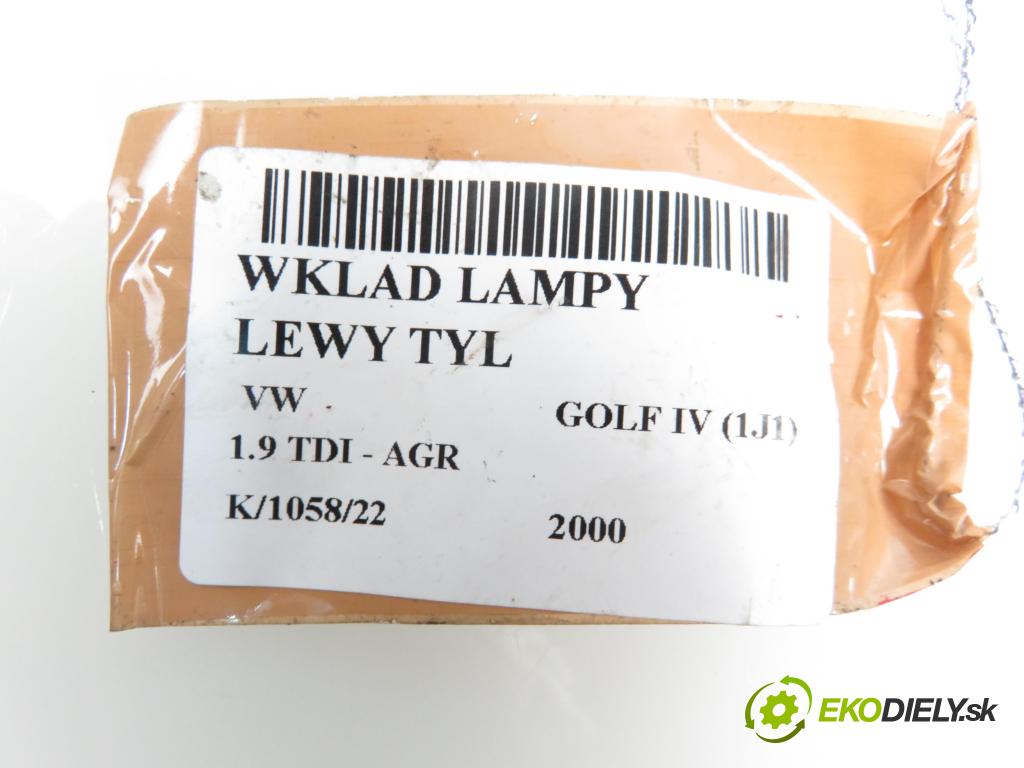 WKLAD LAMPY
LEWY TYL
VW
GOLF IV (1J1)
1.9 TDI - AGR
K/1058/22
2000
EKODIELY.sk